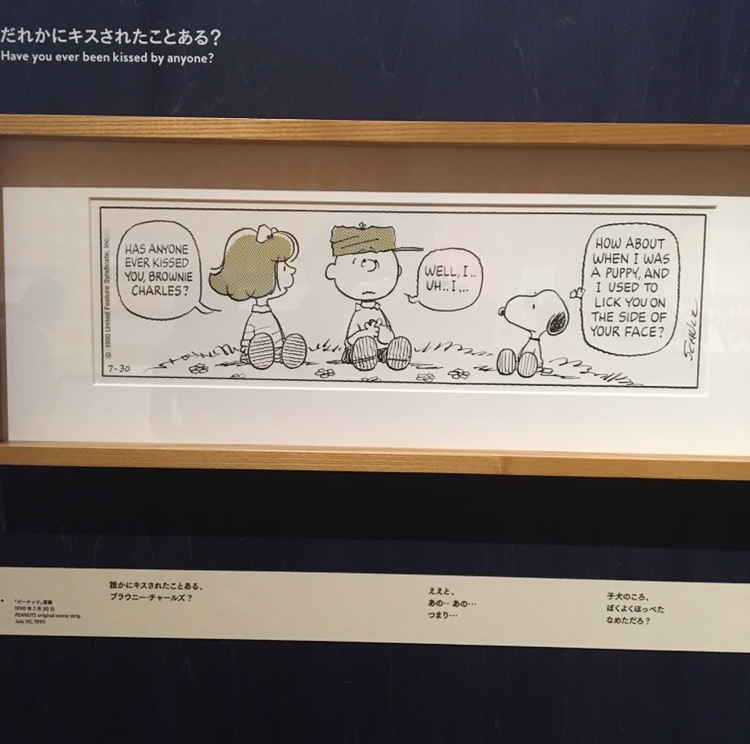 だれかにキスされたことある？
Have you ever been kissed by anyone?
HAS ANYONE
EVER KISSED
YOU, BROWNIE
CHARLES?
WELL, I..
UH..I...
HOW ABOUT
WHEN I WAS
A PUPPY, AND
I USED TO
LICK YOU ON
THE SIDE OF
YOUR FACE?
© 1990 United Feature Syndicate, Inc.
7-30
SCHULZ
『ピーナッツ』原画
1990年7月30日
PEANUTS original comic strip
July 30, 1990
誰かにキスされたことある、
ブラウニー・チャールズ？
ええと、
あの‥ あの…
つまり…
子犬のころ、
ぼくよくほっぺた
なめただろ？